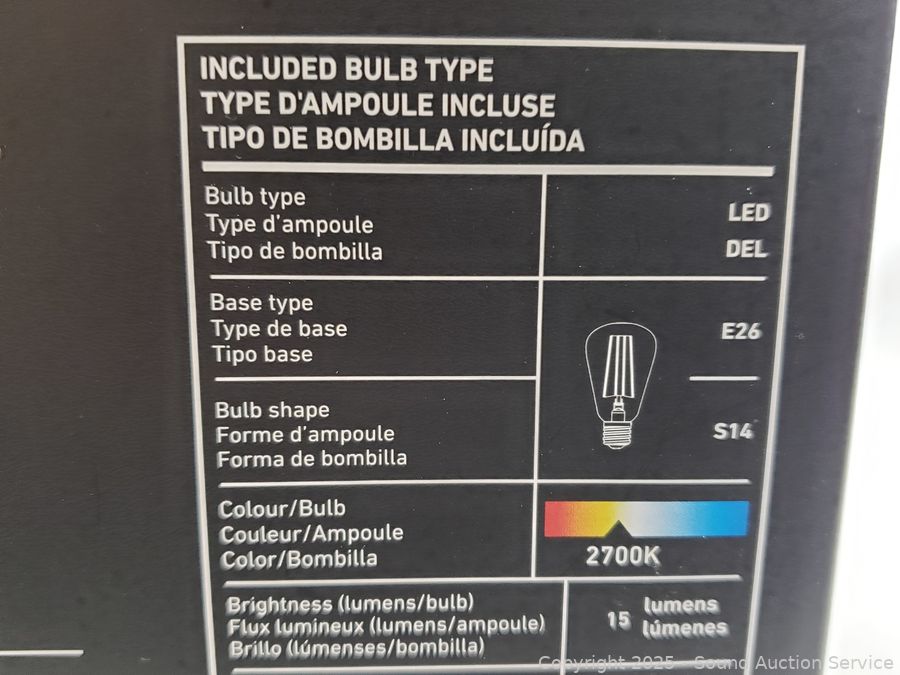 INCLUDED BULB TYPE
TYPE D'AMPOULE INCLUSE
TIPO DE BOMBILLA INCLUÍDA
Bulb type
Type d'ampoule
Tipo de bombilla
LED
DEL
Base type
Type de base
Tipo base
E26
Bulb shape
Forme d'ampoule
Forma de bombilla
S14
Colour/Bulb
Couleur/Ampoule
Color/Bombilla
2700K
Brightness (lumens/bulb)
Flux lumineux (lumens/ampoule)
Brillo (lúmenses/bombilla)
15 lumens
lúmenes
Copyright 2025 - Sound Auction Service